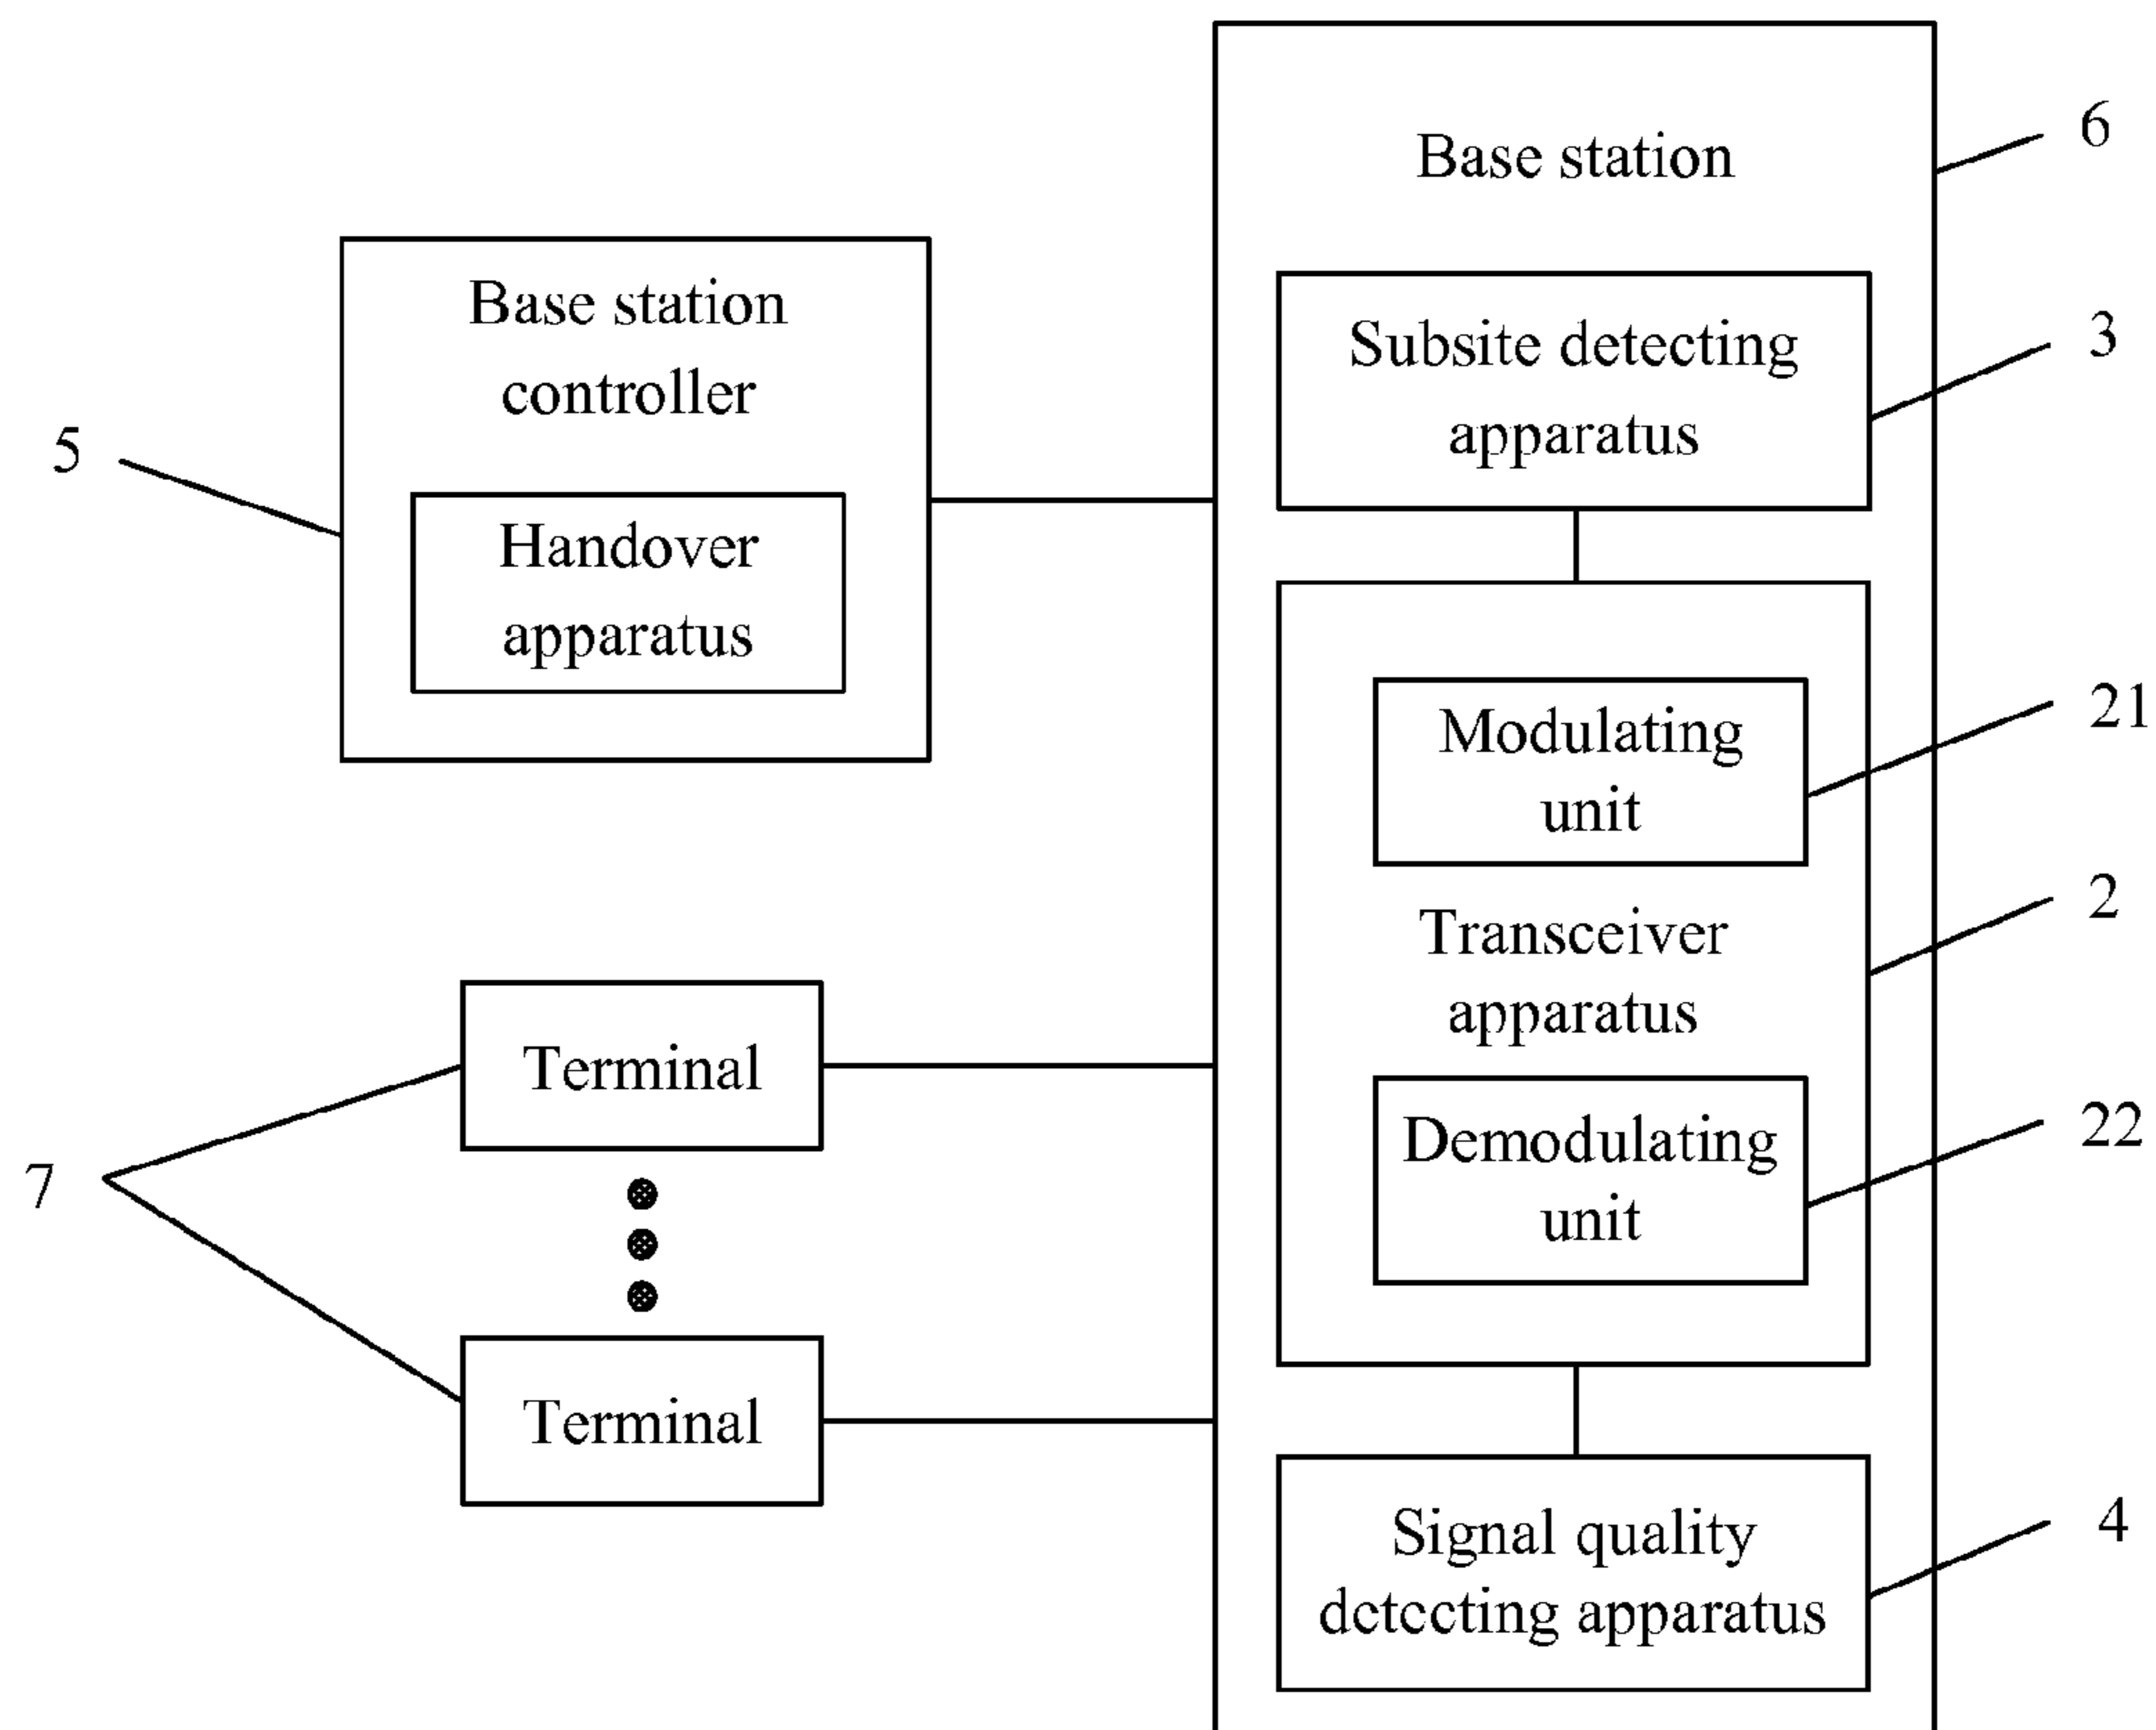 Base station
6
Base station
controller
Subsite detecting
apparatus
3
5
Handover
apparatus
Modulating
unit
21
Transceiver
apparatus
2
Terminal
Demodulating
unit
22
7
Terminal
Signal quality
detecting apparatus
4